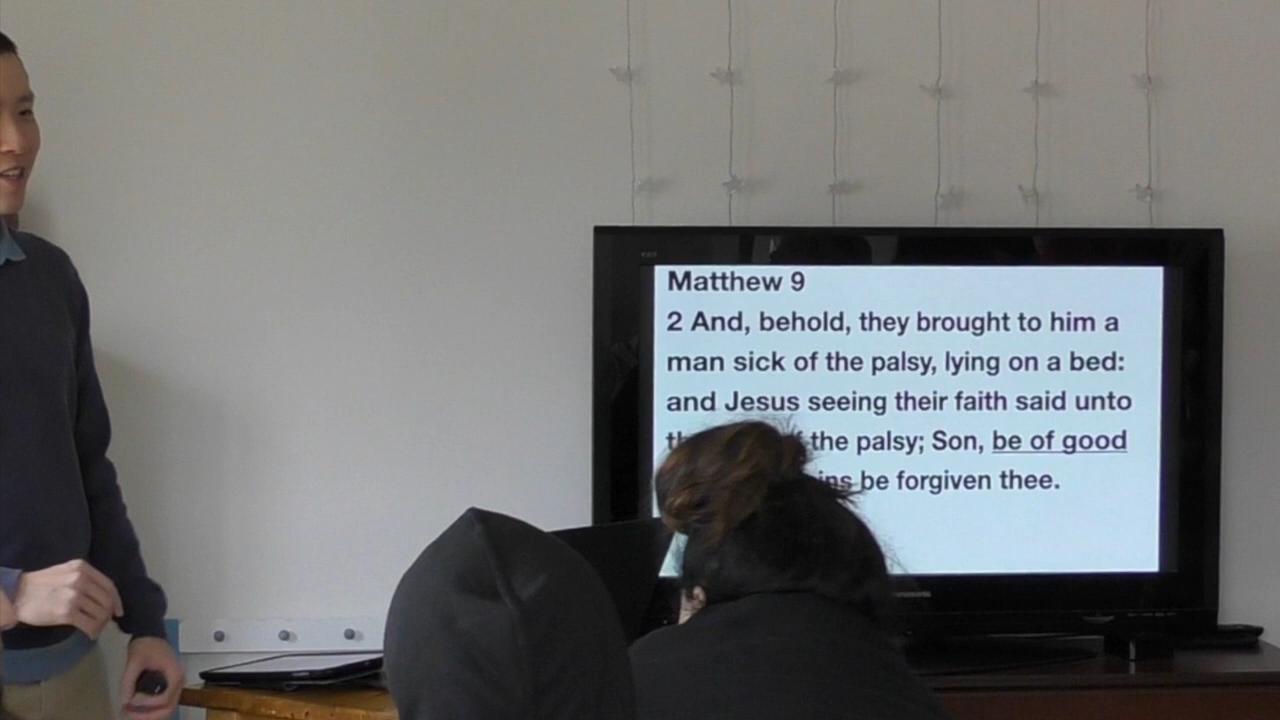 Matthew 9
2 And, behold, they brought to him a
man sick of the palsy, lying on a bed:
and Jesus seeing their faith said unto
the palsy; Son, be of good
be forgiven thee.
Panasonic